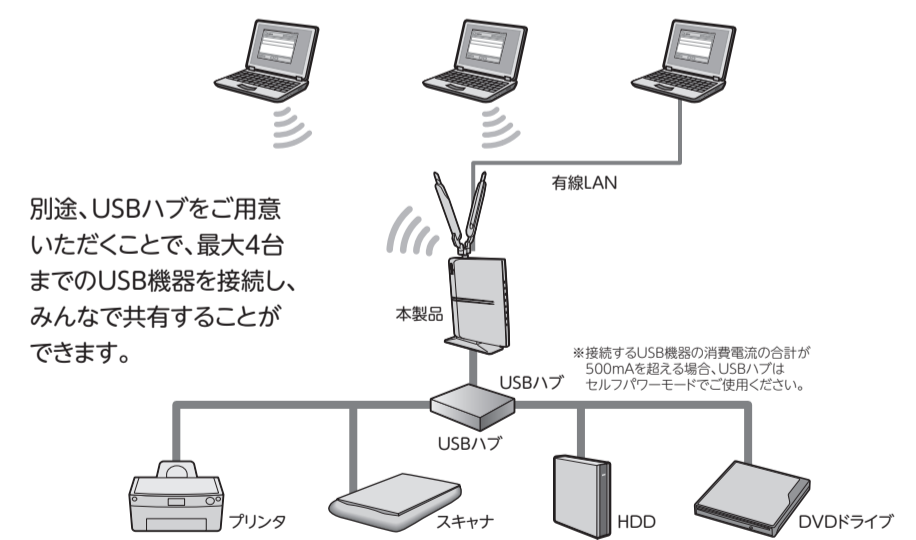 有線LAN
別途、USBハブをご用意
いただくことで、最大4台
までのUSB機器を接続し、
みんなで共有することが
できます。
本製品
※接続するUSB機器の消費電流の合計が
500mAを超える場合、USBハブは
セルフパワーモードでご使用ください。
USBハブ
USBハブ
プリンタ
スキャナ
HDD
DVDドライブ